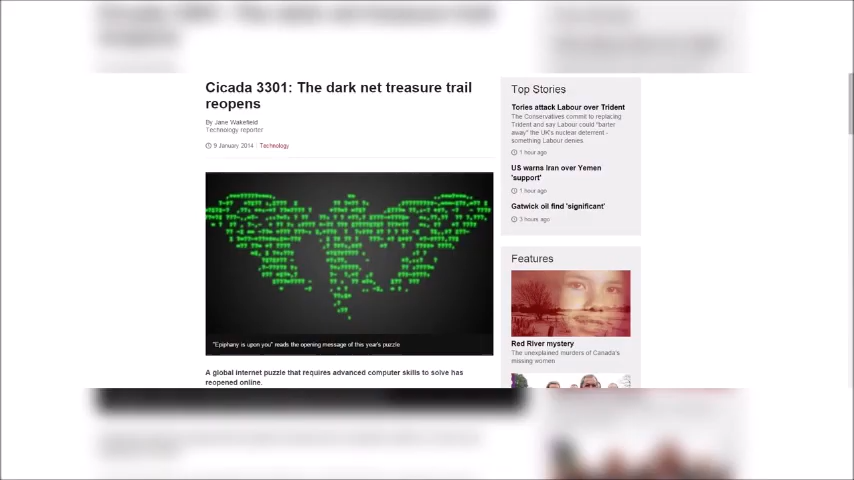 Cicada 3301: The dark net treasure trail
reopens
By Jane Wakefield
Technology reporter
9 January 2014
Technology
"Epiphany is upon you" reads the opening message of this year's puzzle
A global internet puzzle that requires advanced computer skills to solve has
reopened online.
Top Stories
Tories attack Labour over Trident
The Conservatives commit to replacing
Trident and say Labour could "barter
away" the UK's nuclear deterrent -
something Labour denies.
1 hour ago
US warns Iran over Yemen
'support'
1 hour ago
Gatwick oil find 'significant'
3 hours ago
Features
Red River mystery
The unexplained murders of Canada's
missing women